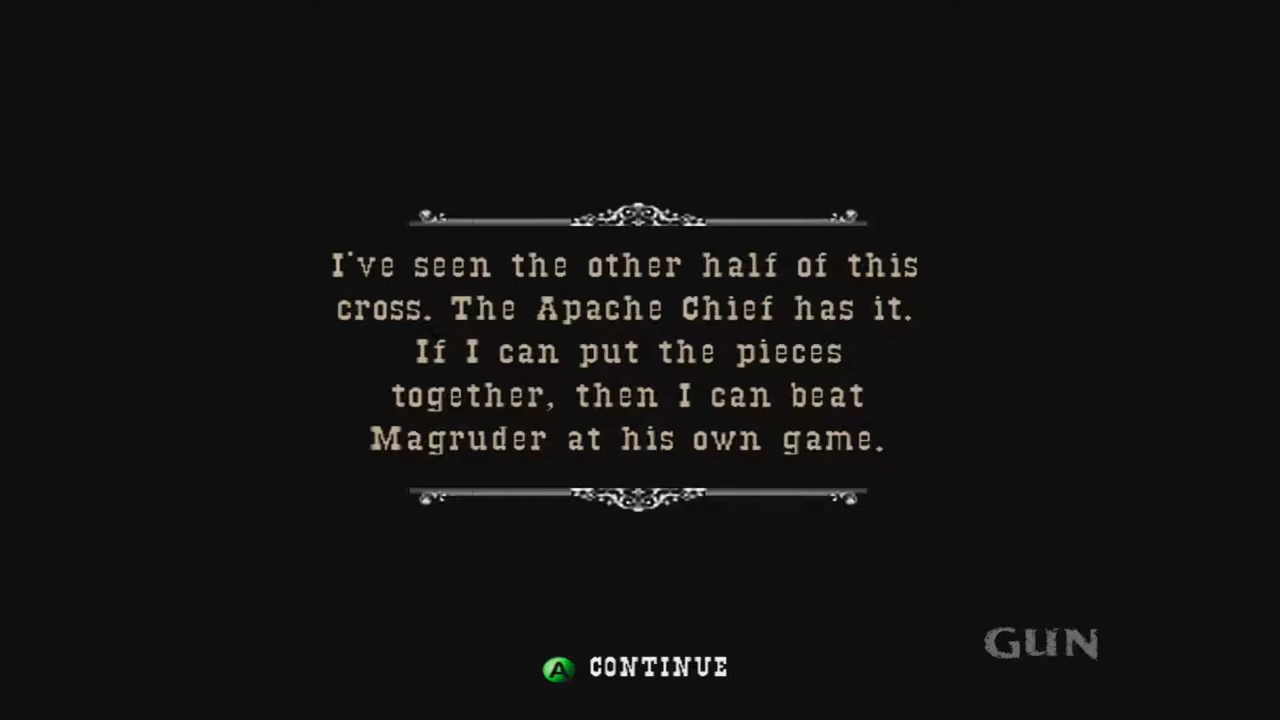 I've seen the other half of this
cross. The Apache Chief has it.
If I can put the pieces
together, then I can beat
Magruder at his own game.
GUN
A CONTINUE